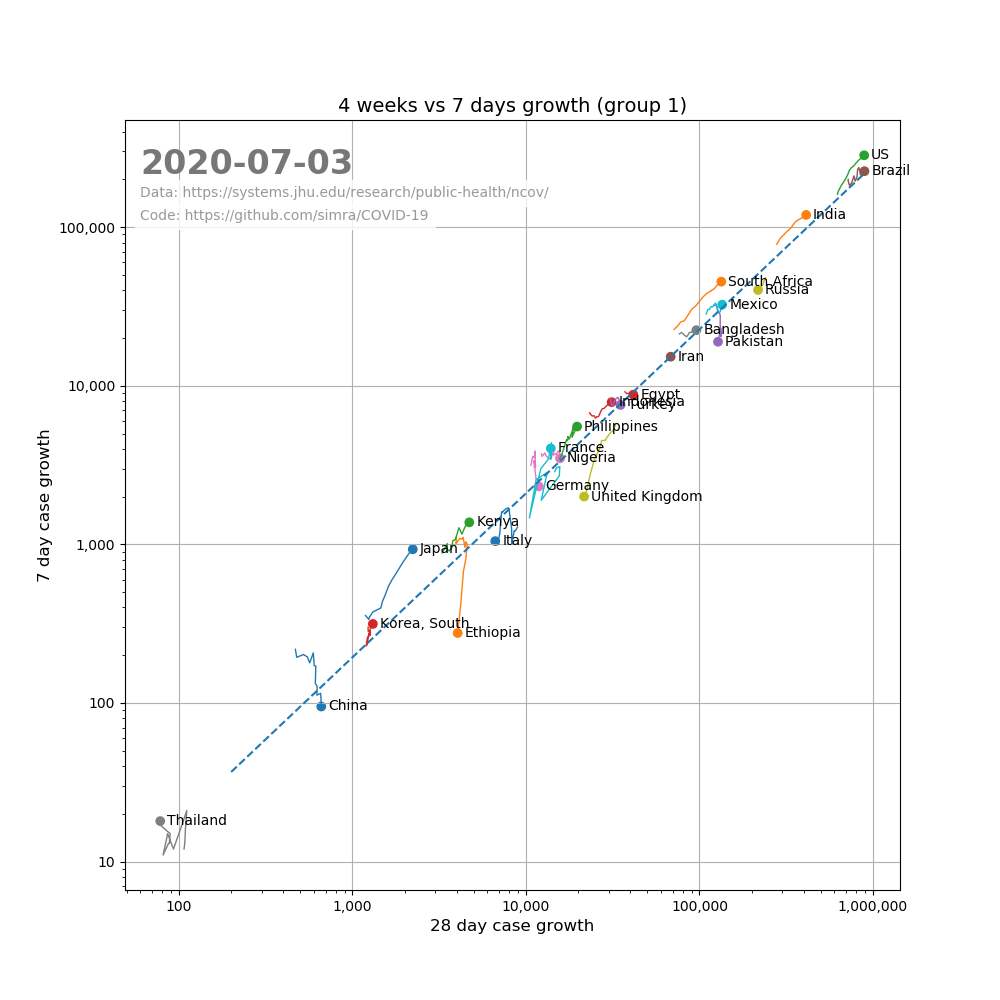 4 weeks vs 7 days growth (group 1)
2020-07-03
Data: https://systems.jhu.edu/research/public-health/ncov/
Code: https://github.com/simra/COVID-19
US
Brazil
India
South Africa
Russia
Mexico
Bangladesh
Pakistan
Iran
Egypt
Indonesia
Turkey
Philippines
France
Nigeria
Germany
United Kingdom
Kenya
Italy
Japan
Korea, South
Ethiopia
China
Thailand
100,000
10,000
1,000
100
10
7 day case growth
100
1,000
10,000
100,000
1,000,000
28 day case growth